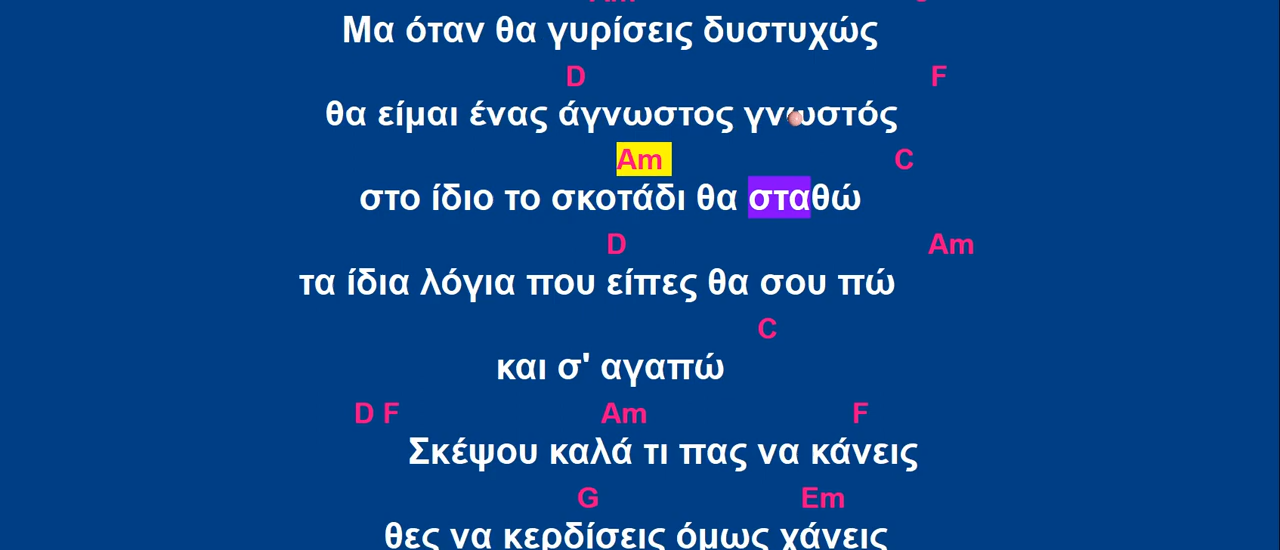 Μα όταν θα γυρίσεις δυστυχώς
D F
θα είμαι ένας άγνωστος γνωστός
Am C
στο ίδιο το σκοτάδι θα σταθώ
D Am
τα ίδια λόγια που είπες θα σου πώ
C
και σ' αγαπώ
D F Am F
Σκέψου καλά τι πας να κάνεις
G Em
θες να κερδίσεις όμως χάνεις